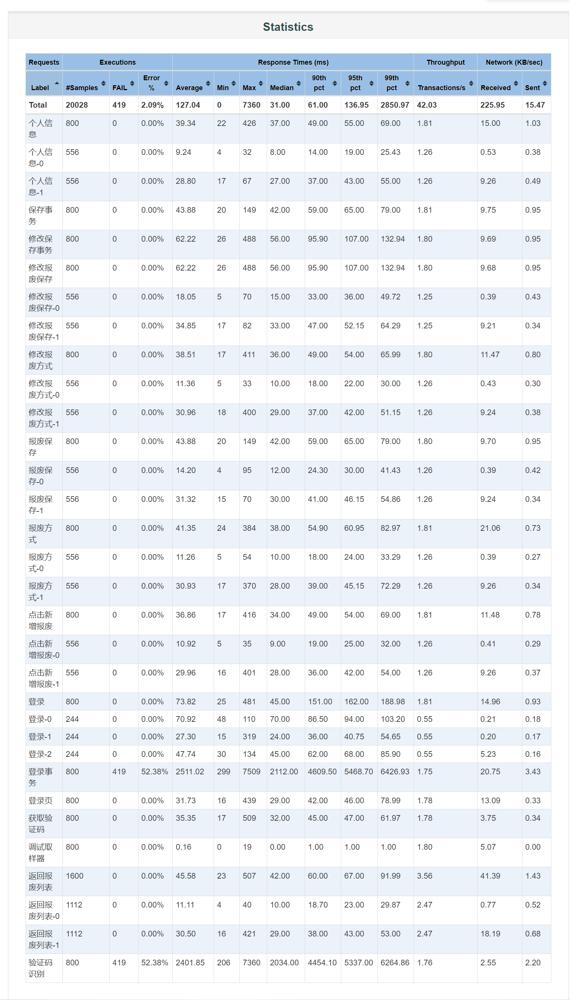 Statistics
Requests Executions Response Times (ms) Throughput Network (KB/sec)
Label #Samples FAIL Error % Average Min Max Median 90th pct 95th pct 99th pct Transactions/s Received Sent
Total 20028 419 2.09% 127.04 0 7360 31.00 61.00 136.95 2850.97 42.03 225.95 15.47
个人信息 800 0 0.00% 39.34 22 426 37.00 49.00 55.00 69.00 1.81 15.00 1.03
个人信息-0 556 0 0.00% 9.24 4 32 8.00 14.00 19.00 25.43 1.26 0.53 0.38
个人信息-1 556 0 0.00% 28.80 17 67 27.00 37.00 43.00 55.00 1.26 9.26 0.49
保存事务 800 0 0.00% 43.88 20 149 42.00 59.00 65.00 79.00 1.81 9.75 0.95
修改保存事务 800 0 0.00% 62.22 26 488 56.00 95.90 107.00 132.94 1.80 9.69 0.95
修改报废保存 800 0 0.00% 62.22 26 488 56.00 95.90 107.00 132.94 1.80 9.68 0.95
修改报废保存-0 556 0 0.00% 18.05 5 70 15.00 33.00 36.00 49.72 1.25 0.39 0.43
修改报废保存-1 556 0 0.00% 34.85 17 82 33.00 47.00 52.15 64.29 1.25 9.21 0.34
修改报废方式 800 0 0.00% 38.51 17 411 36.00 49.00 54.00 65.99 1.80 11.47 0.80
修改报废方式-0 556 0 0.00% 11.36 5 33 10.00 18.00 22.00 30.00 1.26 0.43 0.30
修改报废方式-1 556 0 0.00% 30.96 18 400 29.00 37.00 42.00 51.15 1.26 9.24 0.38
报废保存 800 0 0.00% 43.88 20 149 42.00 59.00 65.00 79.00 1.80 9.70 0.95
报废保存-0 556 0 0.00% 14.20 4 95 12.00 24.30 30.00 41.43 1.26 0.39 0.42
报废保存-1 556 0 0.00% 31.32 15 70 30.00 41.00 46.15 54.86 1.26 9.24 0.34
报废方式 800 0 0.00% 41.35 24 384 38.00 54.90 60.95 82.97 1.81 21.06 0.73
报废方式-0 556 0 0.00% 11.26 5 54 10.00 18.00 24.00 33.29 1.26 0.39 0.27
报废方式-1 556 0 0.00% 30.93 17 370 28.00 39.00 45.15 72.29 1.26 9.26 0.34
点击新增报废 800 0 0.00% 36.86 17 416 34.00 49.00 54.00 69.00 1.81 11.48 0.78
点击新增报废-0 556 0 0.00% 10.92 5 35 9.00 19.00 25.00 32.00 1.26 0.41 0.29
点击新增报废-1 556 0 0.00% 29.96 16 401 28.00 36.00 42.00 54.00 1.26 9.26 0.37
登录 800 0 0.00% 73.82 25 481 45.00 151.00 162.00 188.98 1.81 14.96 0.93
登录-0 244 0 0.00% 70.92 48 110 70.00 86.50 94.00 103.20 0.55 0.21 0.18
登录-1 244 0 0.00% 27.30 15 319 24.00 36.00 40.75 54.65 0.55 0.20 0.17
登录-2 244 0 0.00% 47.74 30 134 45.00 62.00 68.00 85.90 0.55 5.23 0.16
登录事务 800 419 52.38% 2511.02 299 7509 2112.00 4609.50 5468.70 6426.93 1.75 20.75 3.43
登录页 800 0 0.00% 31.73 16 439 29.00 42.00 46.00 78.99 1.78 13.09 0.33
获取验证码 800 0 0.00% 35.35 17 509 32.00 45.00 47.00 61.97 1.78 3.75 0.34
调试取样器 800 0 0.00% 0.16 0 19 0.00 1.00 1.00 1.00 1.80 5.07 0.00
返回报废列表 1600 0 0.00% 45.58 23 507 42.00 60.00 67.00 91.99 3.56 41.39 1.43
返回报废列表-0 1112 0 0.00% 11.11 4 40 10.00 18.70 23.00 29.87 2.47 0.77 0.52
返回报废列表-1 1112 0 0.00% 30.50 16 421 29.00 38.00 43.00 53.00 2.47 18.19 0.68
验证码识别 800 419 52.38% 2401.85 206 7360 2034.00 4454.10 5337.00 6264.86 1.76 2.55 2.20